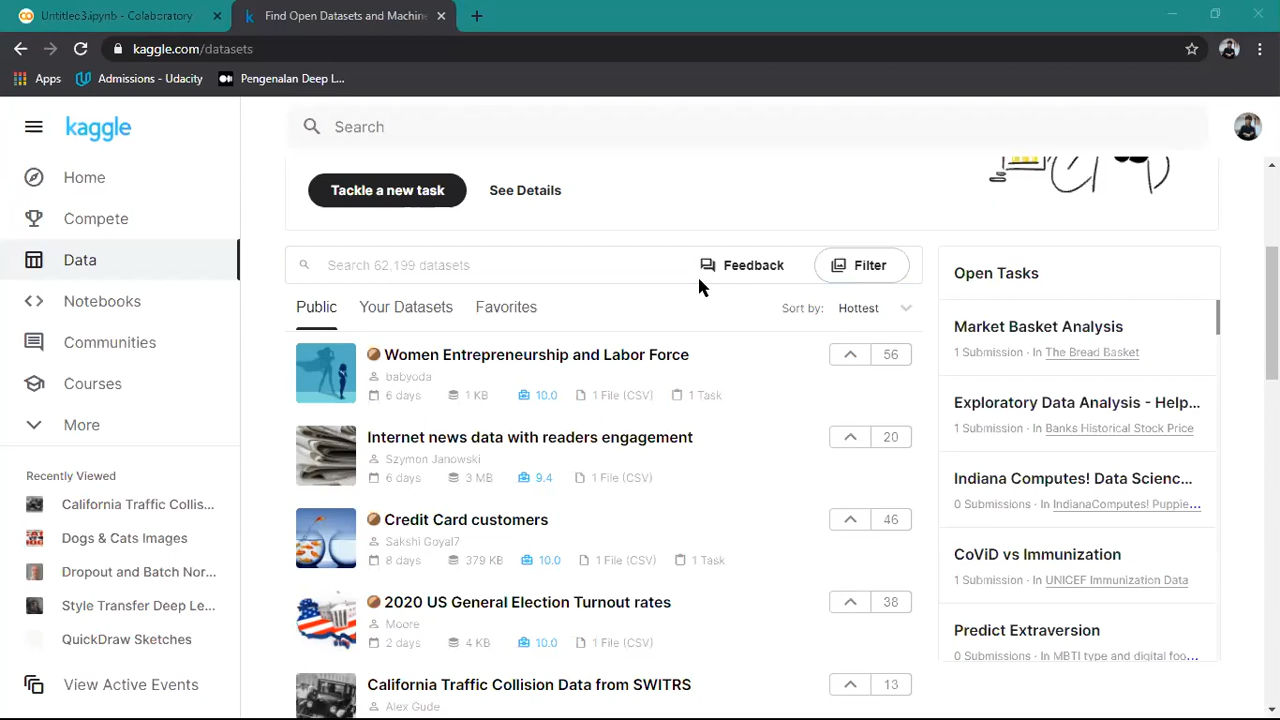 Untitled3.ipynb - Colaboratory
Find Open Datasets and Machine
kaggle.com/datasets
Apps
Admissions - Udacity
Pengenalan Deep L...
kaggle
Search
Home
Compete
Data
Notebooks
Communities
Courses
More
Recently Viewed
California Traffic Collis...
Dogs & Cats Images
Dropout and Batch Nor...
Style Transfer Deep Le...
QuickDraw Sketches
View Active Events
Tackle a new task
See Details
Search 62,199 datasets
Feedback
Filter
Public
Your Datasets
Favorites
Sort by:
Hottest
Women Entrepreneurship and Labor Force
56
babyoda
6 days 1 KB 10.0 1 File (CSV) 1 Task
Internet news data with readers engagement
20
Szymon Janowski
6 days 3 MB 9.4 1 File (CSV)
Credit Card customers
46
Sakshi Goyal7
8 days 379 KB 10.0 1 File (CSV) 1 Task
2020 US General Election Turnout rates
38
Moore
2 days 4 KB 10.0 1 File (CSV)
California Traffic Collision Data from SWITRS
13
Alex Gude
Open Tasks
Market Basket Analysis
1 Submission · In The Bread Basket
Exploratory Data Analysis - Help...
1 Submission · In Banks Historical Stock Price
Indiana Computes! Data Scienc...
0 Submissions · In IndianaComputes! Puppie...
CoViD vs Immunization
1 Submission · In UNICEF Immunization Data
Predict Extraversion
0 Submissions · In MBTI type and digital foo...